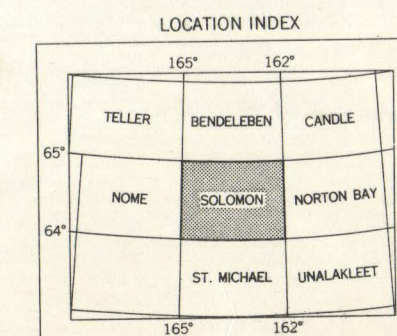 LOCATION INDEX
165° 162°
TELLER BENDELEBEN CANDLE
65°
NOME SOLOMON NORTON BAY
64°
ST. MICHAEL UNALAKLEET
165° 162°